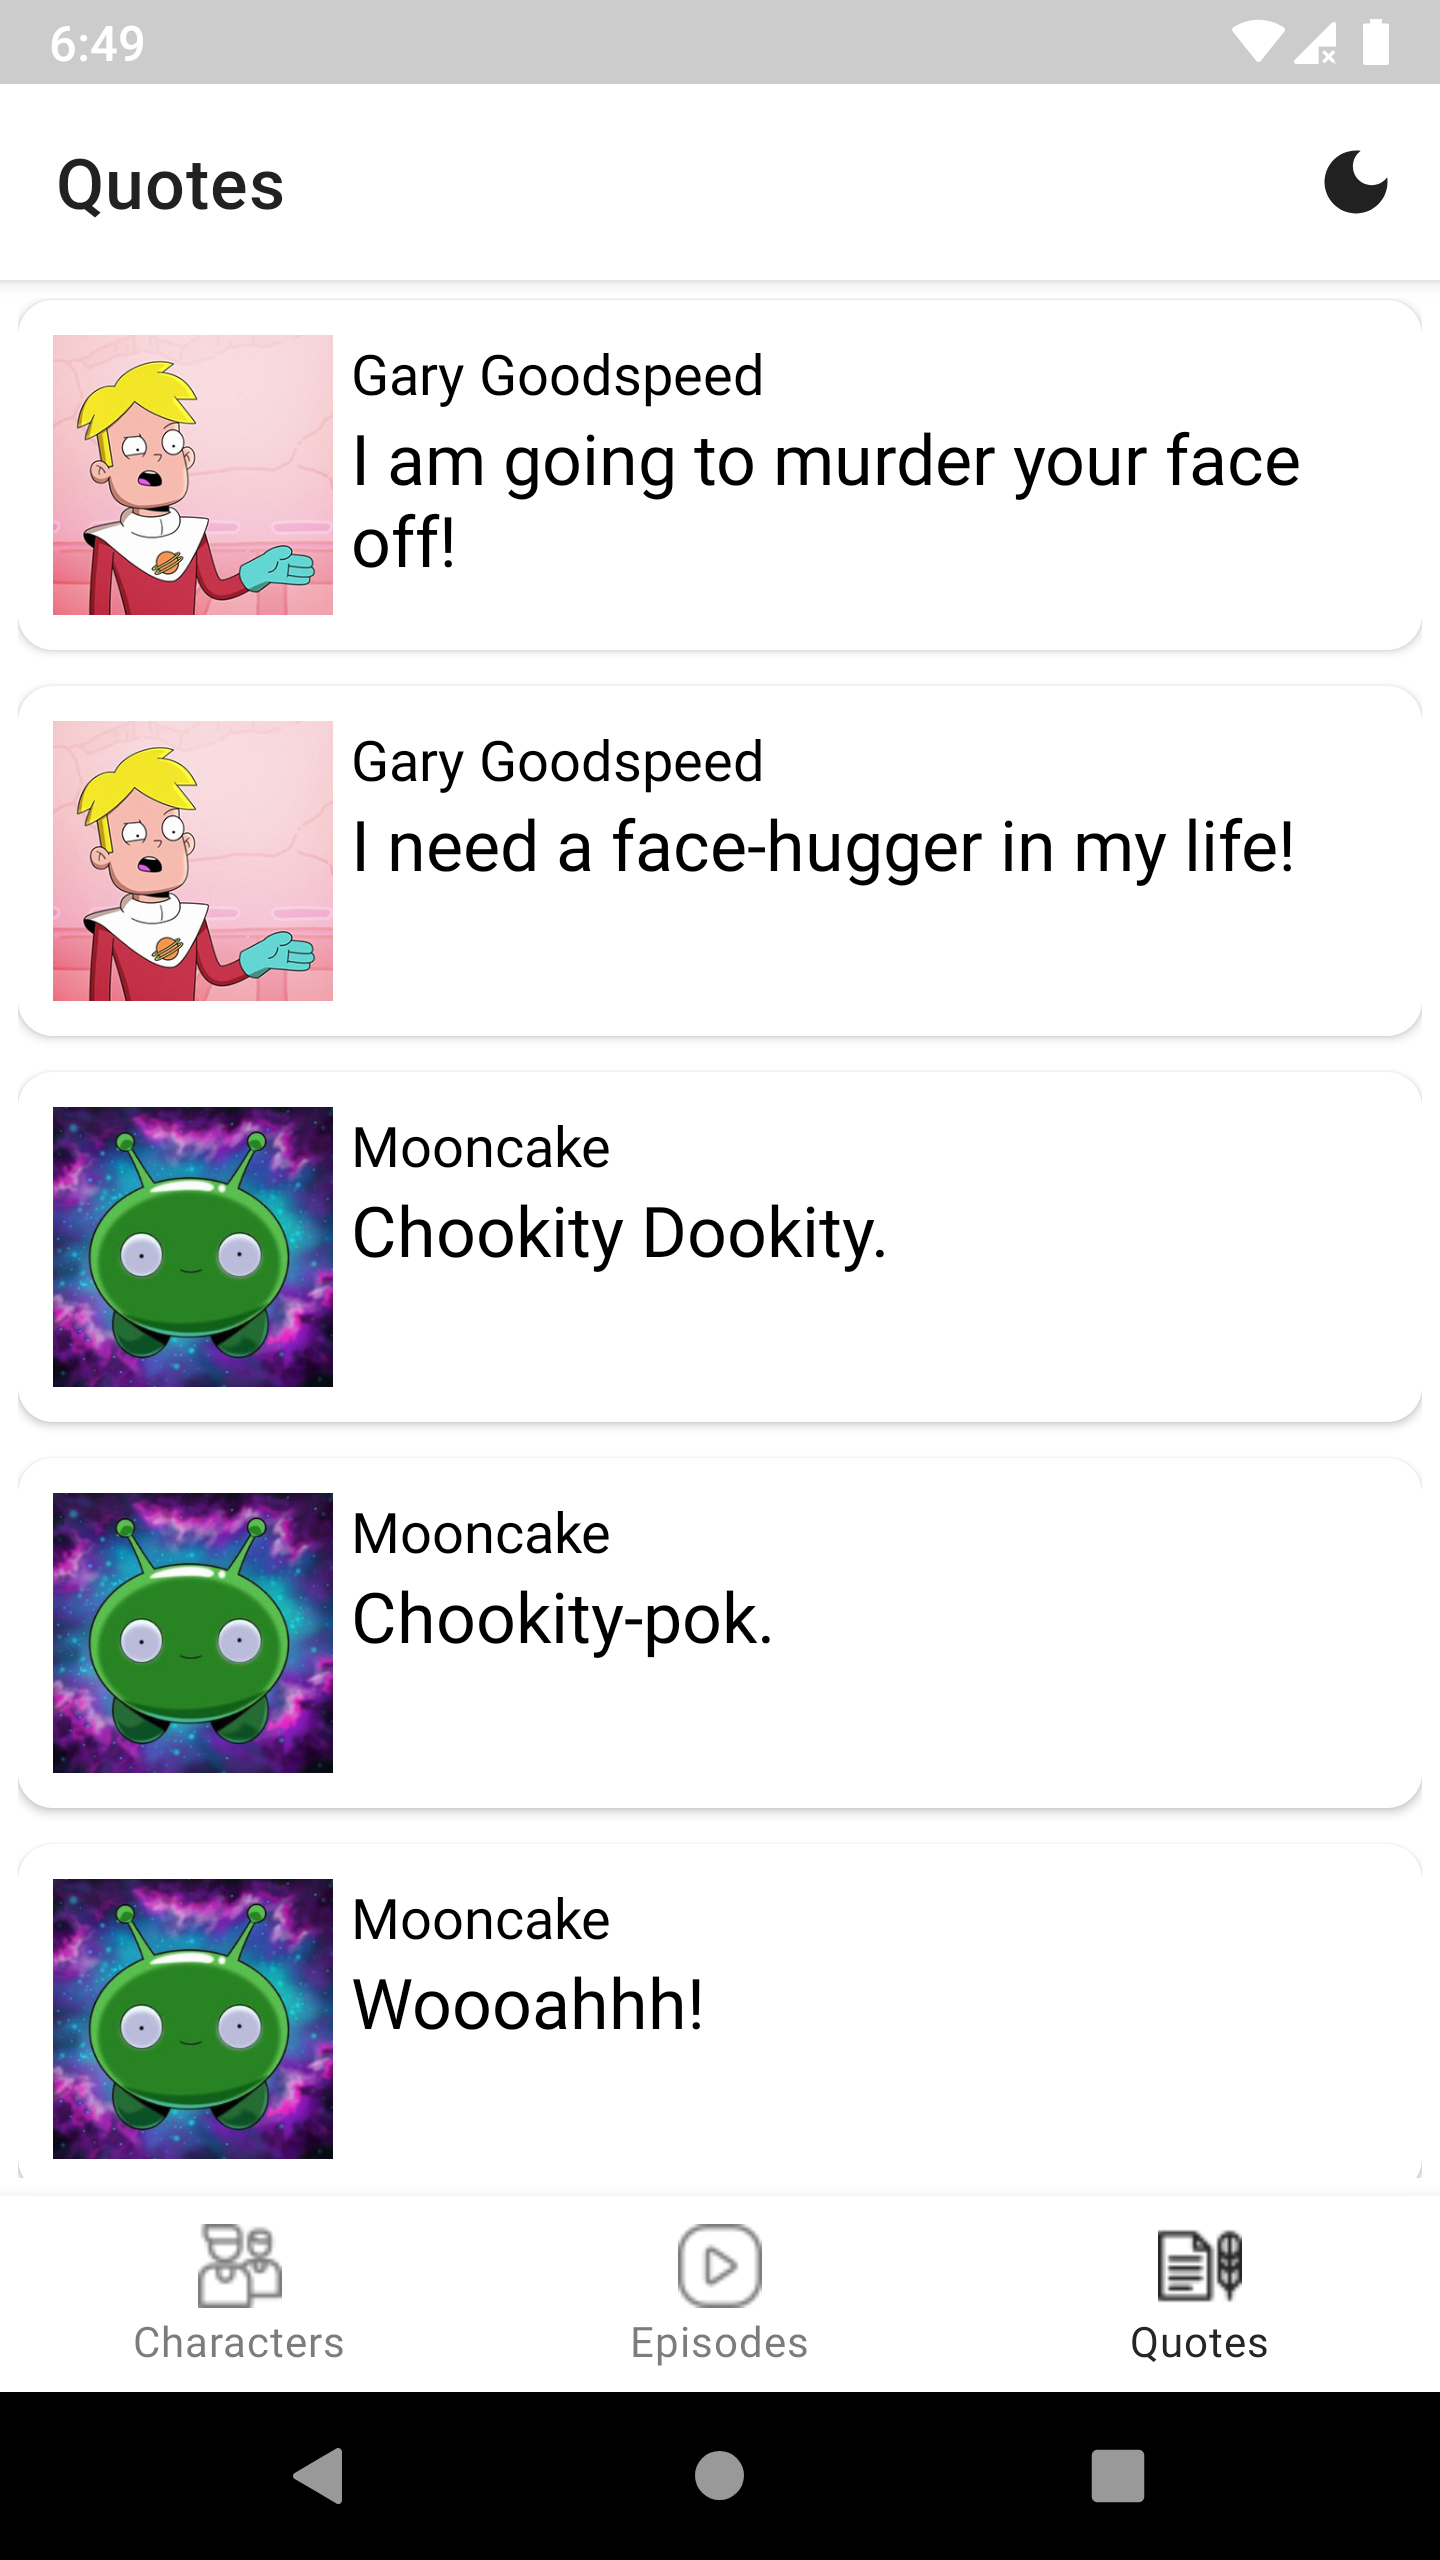 6:49
Quotes
Gary Goodspeed
I am going to murder your face
off!
Gary Goodspeed
I need a face-hugger in my life!
Mooncake
Chookity Dookity.
Mooncake
Chookity-pok.
Mooncake
Woooahhh!
Characters
Episodes
Quotes